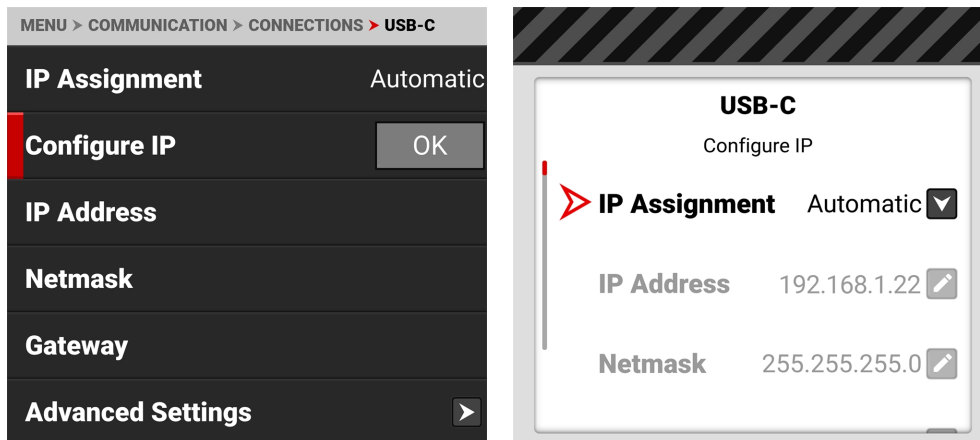 MENU > COMMUNICATION > CONNECTIONS > USB-C
IP Assignment Automatic
Configure IP OK
IP Address
Netmask
Gateway
Advanced Settings
USB-C
Configure IP
IP Assignment Automatic
IP Address 192.168.1.22
Netmask 255.255.255.0